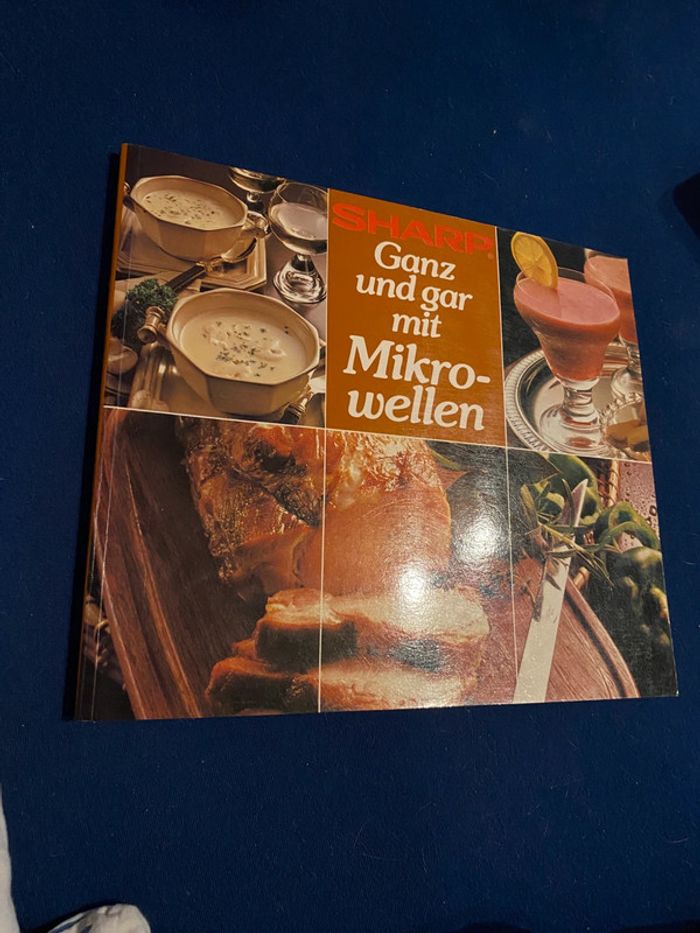 SHARP®
Ganz
und gar
mit
Mikro-
wellen